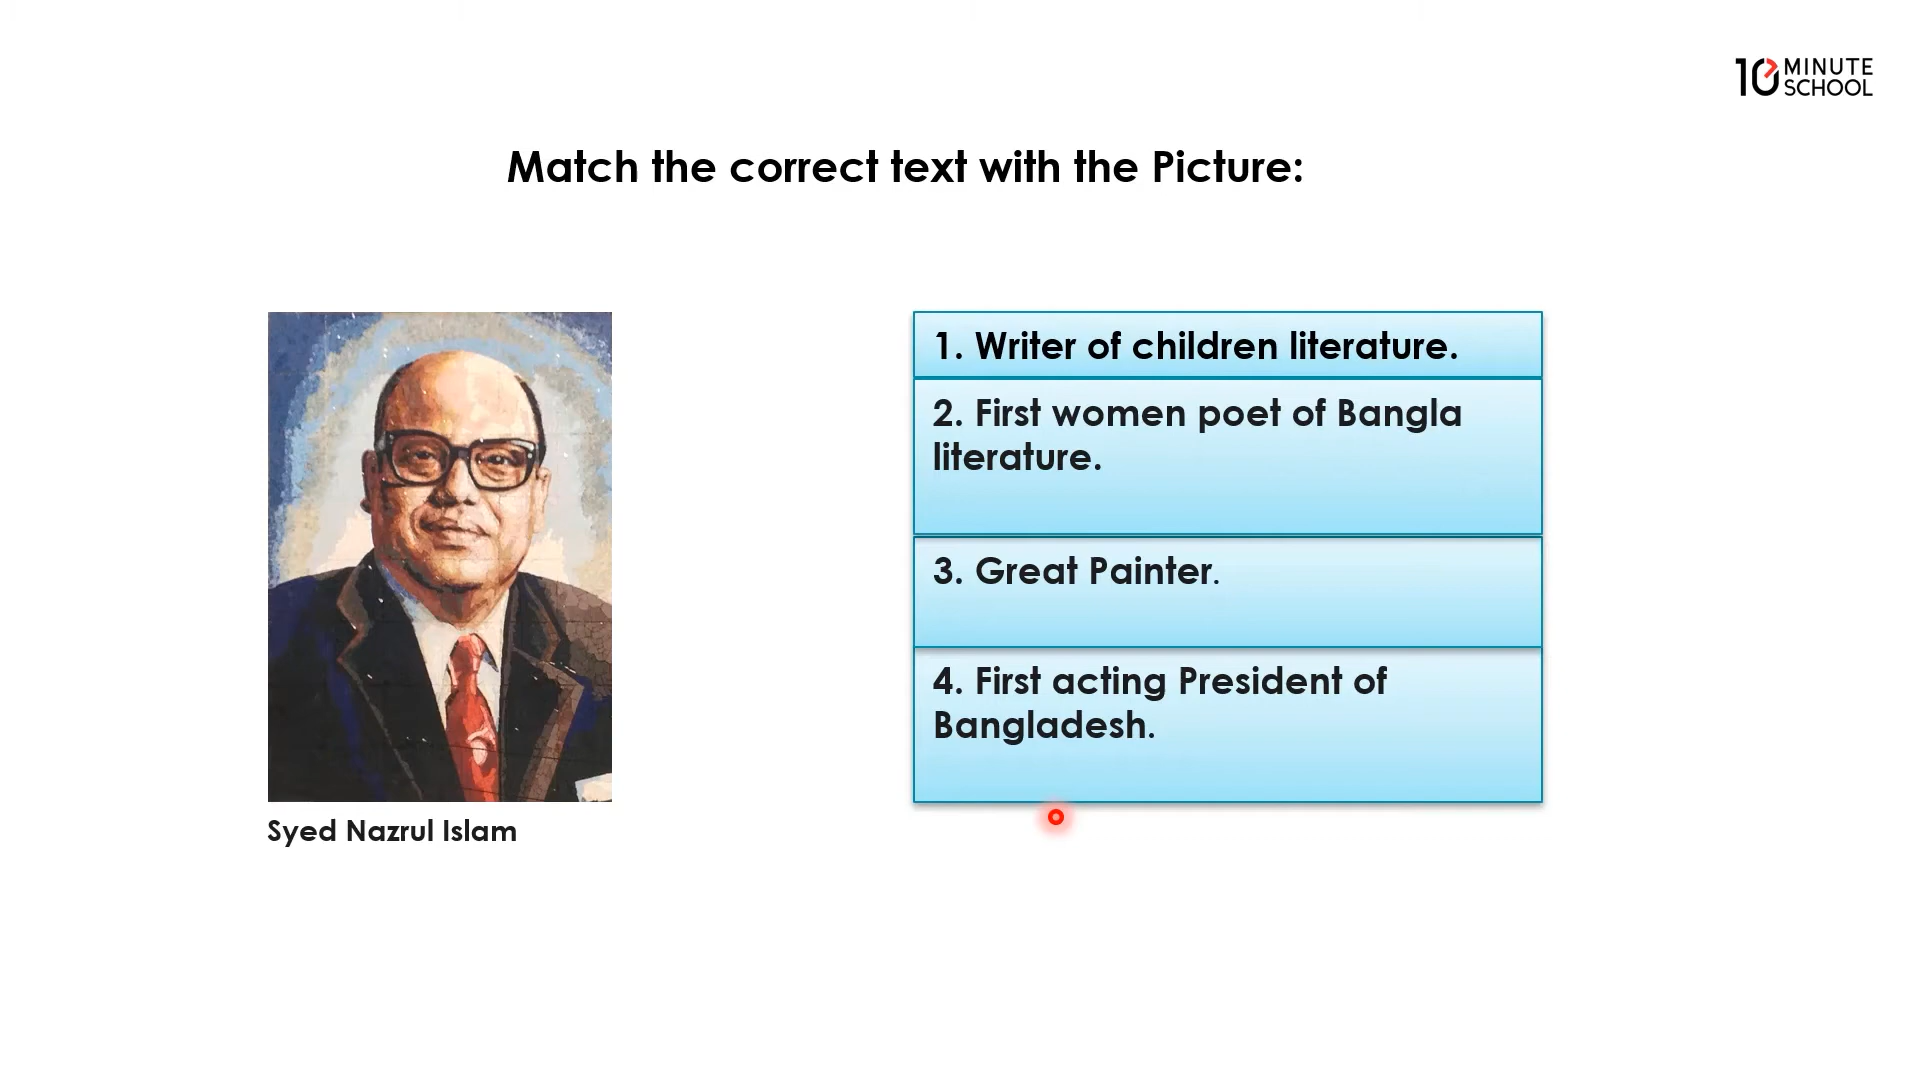 10 MINUTE
SCHOOL
Match the correct text with the Picture:
1. Writer of children literature.
2. First women poet of Bangla
literature.
3. Great Painter.
4. First acting President of
Bangladesh.
Syed Nazrul Islam